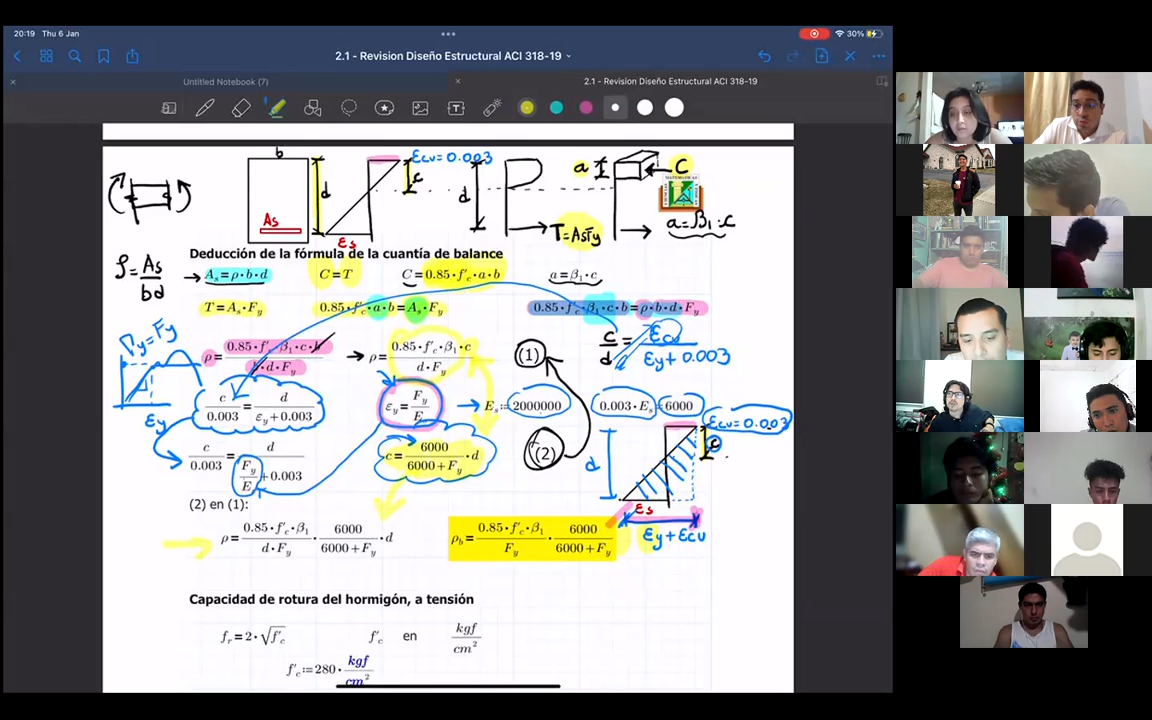 20:19 Thu 6 Jan
30%
2.1 - Revision Diseño Estructural ACI 318-19
Untitled Notebook (7)
2.1 - Revision Diseño Estructural ACI 318-19
b
εcu=0.003
d
c
d
a
C
As
εs
T=AsFy
a=β₁·c
Deducción de la fórmula de la cuantía de balance
ρ=As/bd
→ As=ρ·b·d
C=T
C=0.85·f'c·a·b
a=β1·c
T=As·Fy
0.85·f'c·a·b=As·Fy
0.85·f'c·β1·c·b=ρ·b·d·Fy
c/d = εcu/(εy+0.003)
ρ=0.85·f'c·β1·c·b/(b·d·Fy)
→ ρ=0.85·f'c·β1·c/(d·Fy)
(1)
εy
c/0.003=d/(εy+0.003)
εy=Fy/E
→ Es:=2000000
0.003·Es=6000
εcu=0.003
c
c/0.003=d/(Fy/E+0.003)
c=6000/(6000+Fy)·d
(2)
d
εs
(2) en (1):
εy+εcu
ρ=0.85·f'c·β1/(d·Fy)·6000/(6000+Fy)·d
ρb=0.85·f'c·β1/Fy·6000/(6000+Fy)
Capacidad de rotura del hormigón, a tensión
fr=2·√f'c
f'c en kgf/cm²
f'c:=280·kgf/cm²